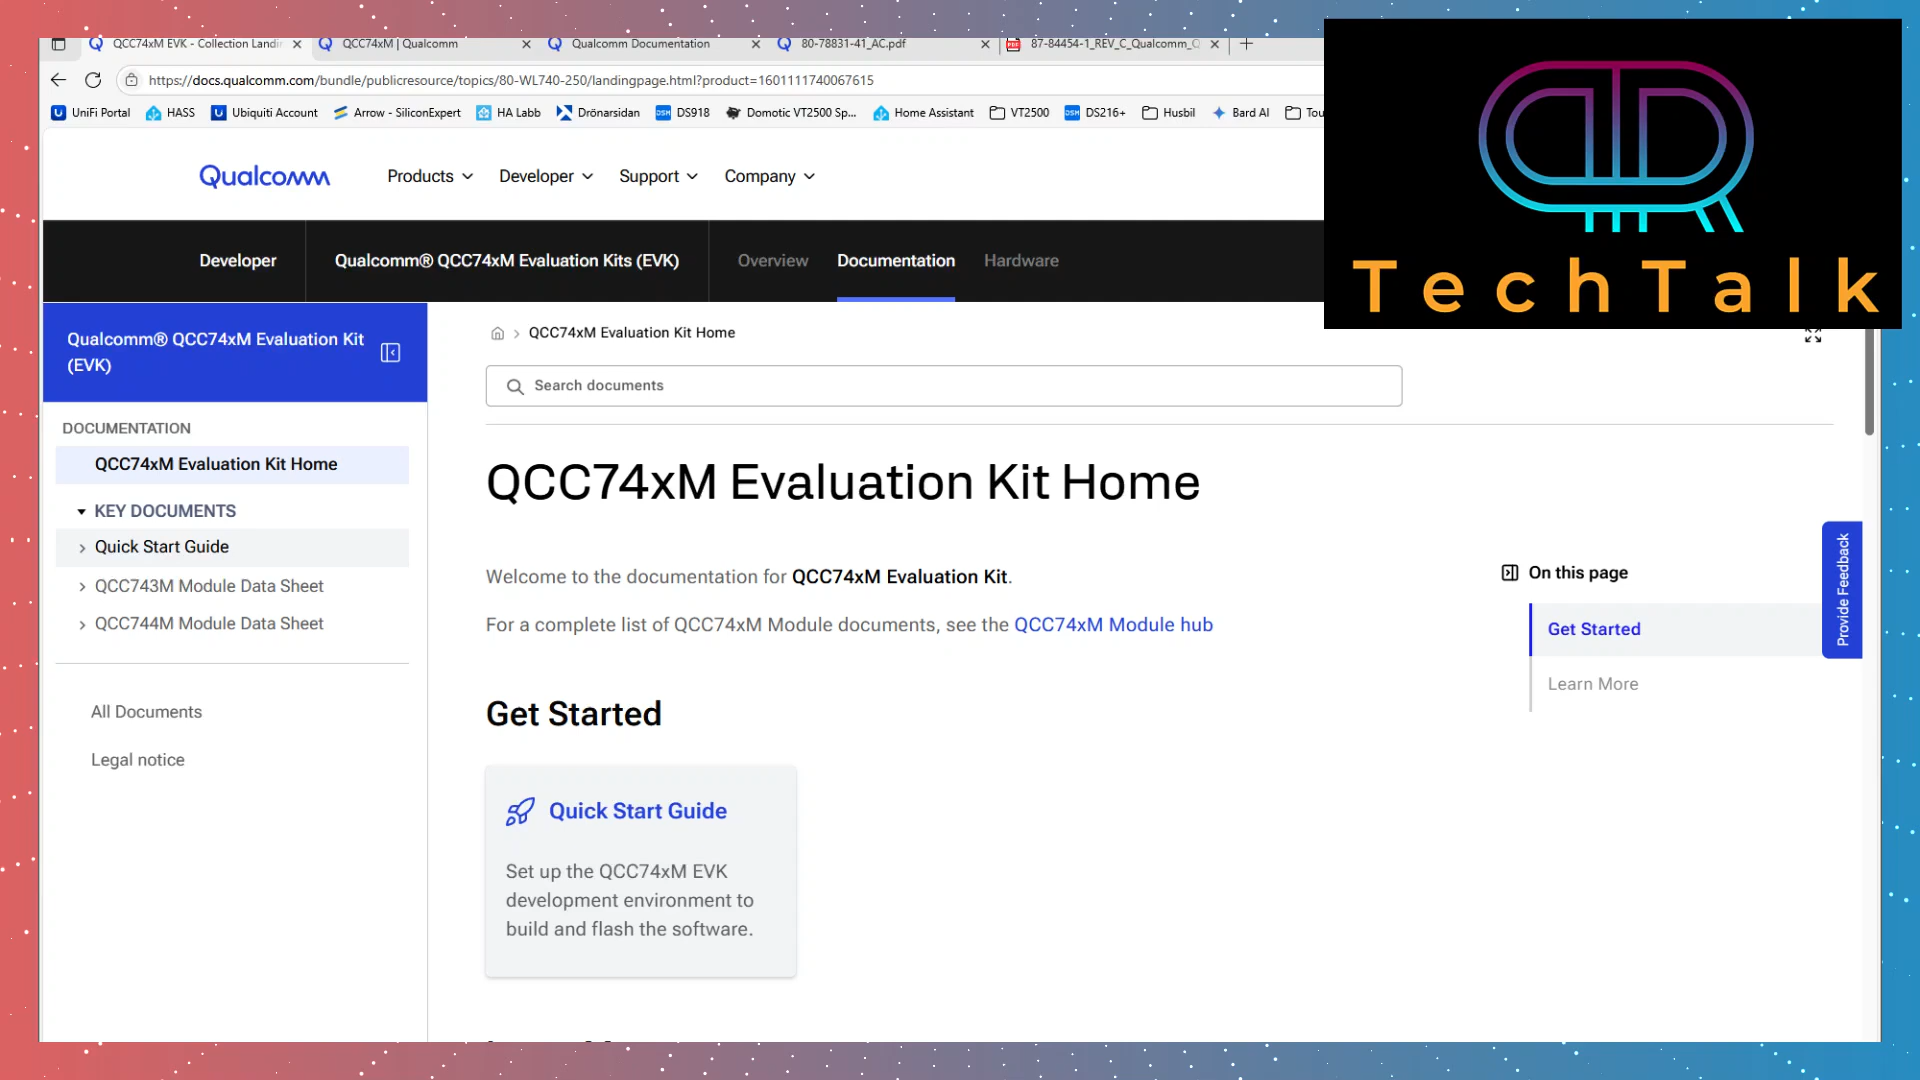 QCC74xM EVK - Collection Landi
QCC74xM | Qualcomm
Qualcomm Documentation
80-78831-41_AC.pdf
87-84454-1_REV_C_Qualcomm_Q
https://docs.qualcomm.com/bundle/publicresource/topics/80-WL740-250/landingpage.html?product=1601111740067615
UniFi Portal
HASS
Ubiquiti Account
Arrow - SiliconExpert
HA Labb
Drönarsidan
DS918
Domotic VT2500 Sp...
Home Assistant
VT2500
DS216+
Husbil
Bard AI
Tou
TechTalk
Qualcomm
Products
Developer
Support
Company
Developer
Qualcomm® QCC74xM Evaluation Kits (EVK)
Overview
Documentation
Hardware
Qualcomm® QCC74xM Evaluation Kit
(EVK)
DOCUMENTATION
QCC74xM Evaluation Kit Home
KEY DOCUMENTS
Quick Start Guide
QCC743M Module Data Sheet
QCC744M Module Data Sheet
All Documents
Legal notice
QCC74xM Evaluation Kit Home
Search documents
QCC74xM Evaluation Kit Home
Welcome to the documentation for QCC74xM Evaluation Kit.
For a complete list of QCC74xM Module documents, see the QCC74xM Module hub
Get Started
Quick Start Guide
Set up the QCC74xM EVK
development environment to
build and flash the software.
On this page
Get Started
Learn More
Provide Feedback